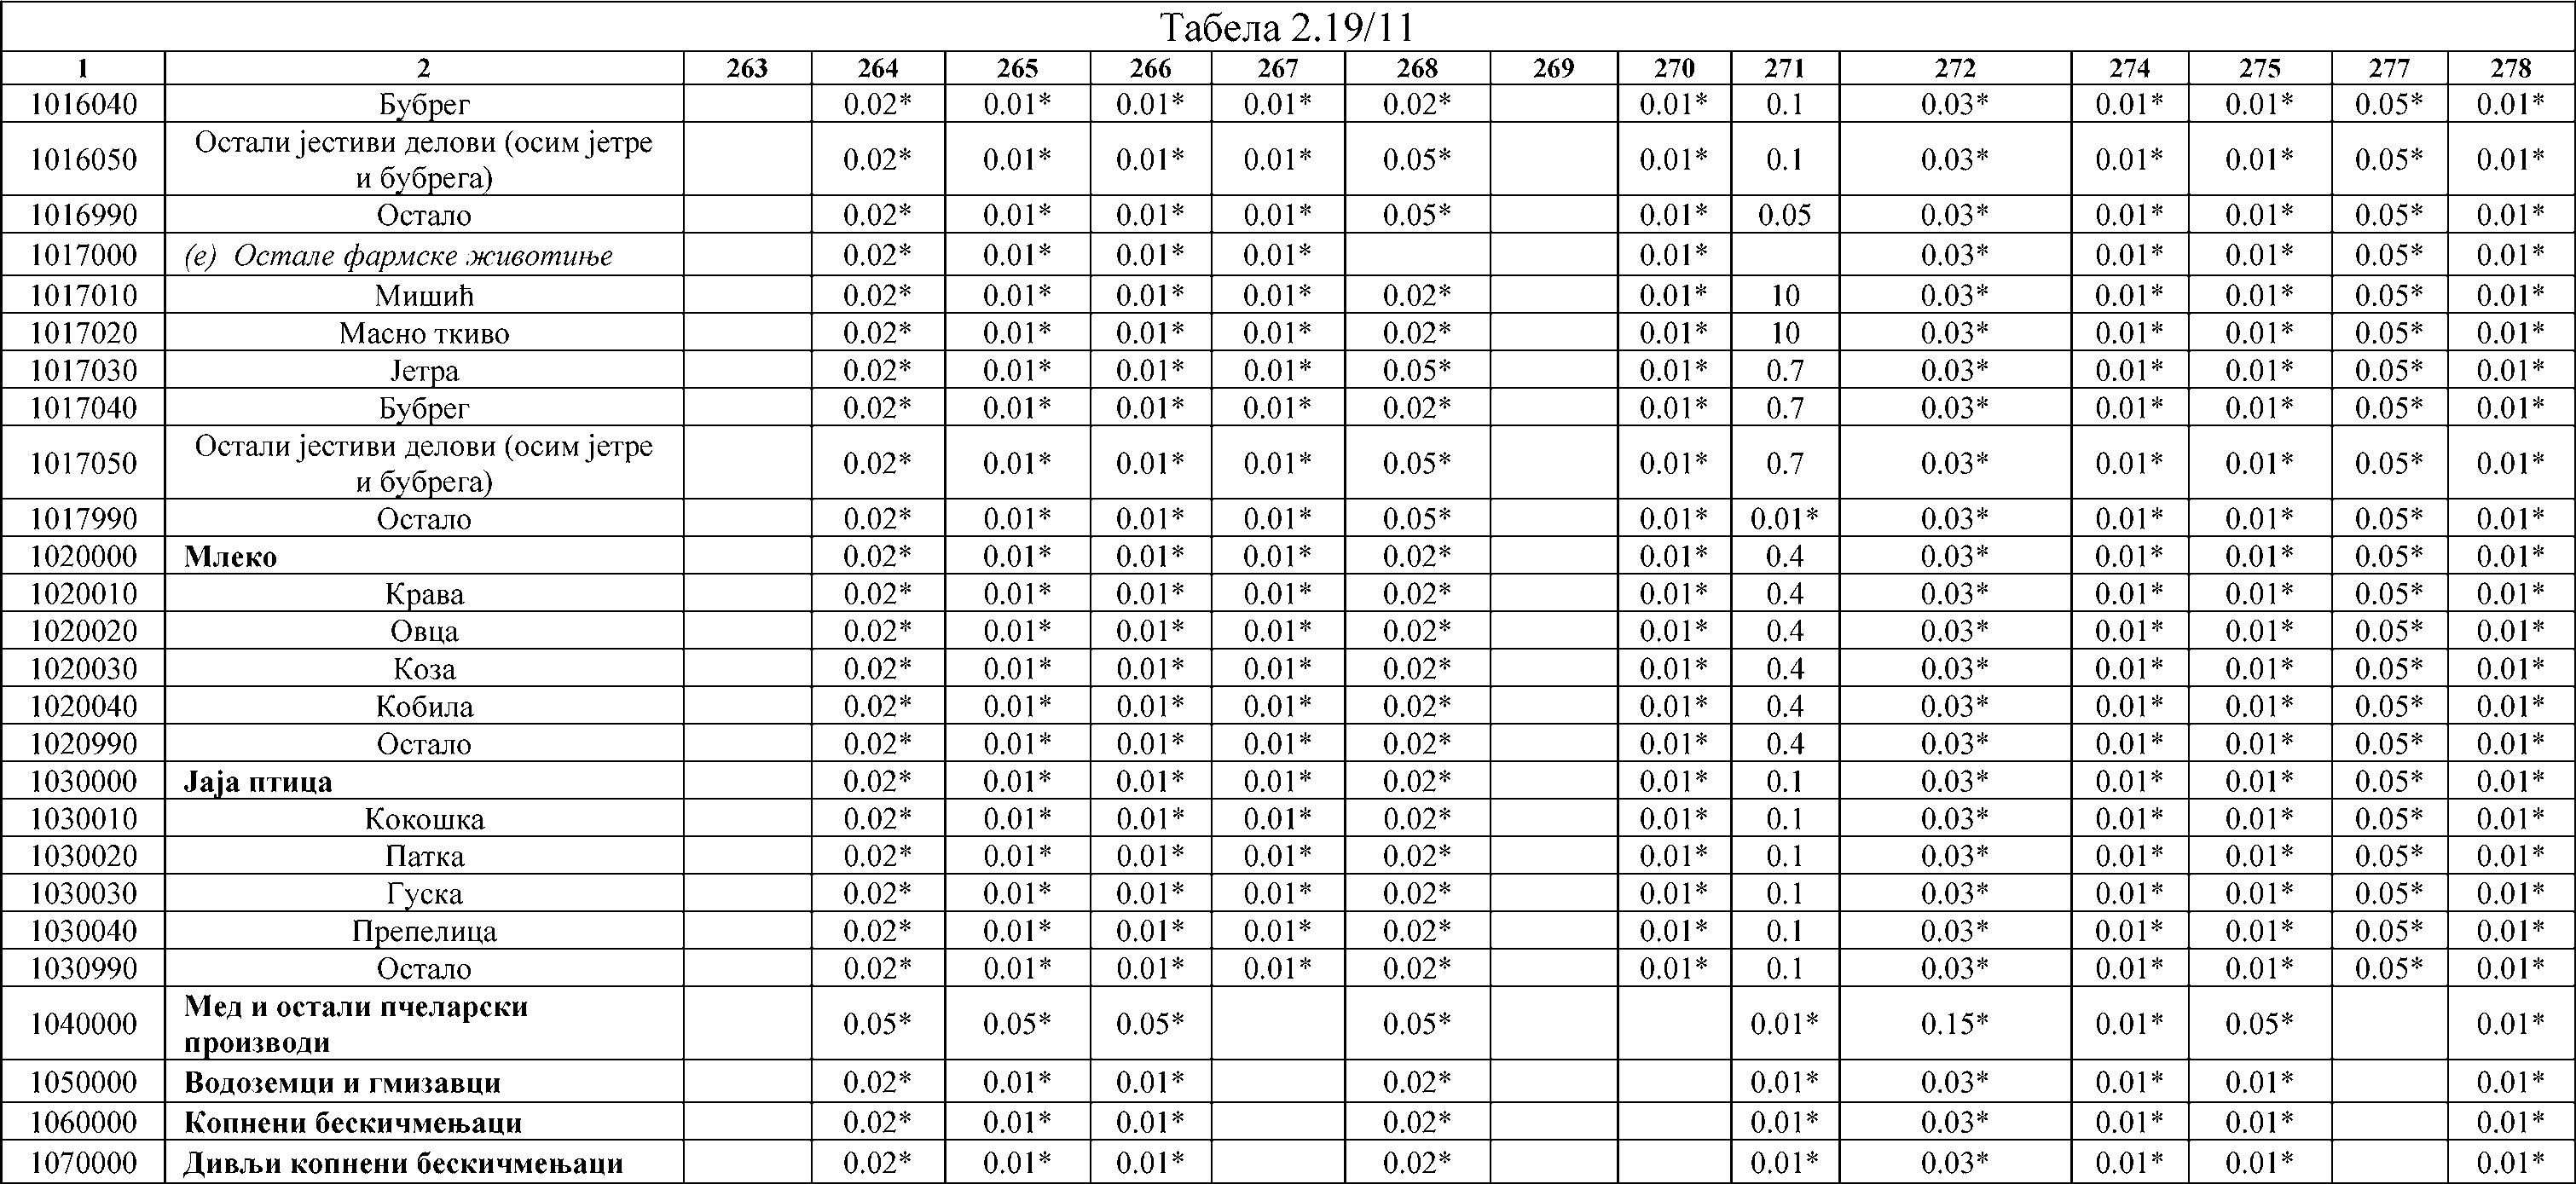 Табела 2.19/11
1 2 263 264 265 266 267 268 269 270 271 272 274 275 277 278
1016040 Бубрег 0.02* 0.01* 0.01* 0.01* 0.02* 0.01* 0.1 0.03* 0.01* 0.01* 0.05* 0.01*
Остали јестиви делови (осим јетре
1016050 0.02* 0.01* 0.01* 0.01* 0.05* 0.01* 0.1 0.03* 0.01* 0.01* 0.05* 0.01*
и бубрега)
1016990 Остало 0.02* 0.01* 0.01* 0.01* 0.05* 0.01* 0.05 0.03* 0.01* 0.01* 0.05* 0.01*
1017000 (е) Остале фармске животиње 0.02* 0.01* 0.01* 0.01* 0.01* 0.03* 0.01* 0.01* 0.05* 0.01*
1017010 Мишић 0.02* 0.01* 0.01* 0.01* 0.02* 0.01* 10 0.03* 0.01* 0.01* 0.05* 0.01*
1017020 Масно ткиво 0.02* 0.01* 0.01* 0.01* 0.02* 0.01* 10 0.03* 0.01* 0.01* 0.05* 0.01*
1017030 Јетра 0.02* 0.01* 0.01* 0.01* 0.05* 0.01* 0.7 0.03* 0.01* 0.01* 0.05* 0.01*
1017040 Бубрег 0.02* 0.01* 0.01* 0.01* 0.02* 0.01* 0.7 0.03* 0.01* 0.01* 0.05* 0.01*
Остали јестиви делови (осим јетре
1017050 0.02* 0.01* 0.01* 0.01* 0.05* 0.01* 0.7 0.03* 0.01* 0.01* 0.05* 0.01*
и бубрега)
1017990 Остало 0.02* 0.01* 0.01* 0.01* 0.05* 0.01* 0.01* 0.03* 0.01* 0.01* 0.05* 0.01*
1020000 Млеко 0.02* 0.01* 0.01* 0.01* 0.02* 0.01* 0.4 0.03* 0.01* 0.01* 0.05* 0.01*
1020010 Крава 0.02* 0.01* 0.01* 0.01* 0.02* 0.01* 0.4 0.03* 0.01* 0.01* 0.05* 0.01*
1020020 Овца 0.02* 0.01* 0.01* 0.01* 0.02* 0.01* 0.4 0.03* 0.01* 0.01* 0.05* 0.01*
1020030 Коза 0.02* 0.01* 0.01* 0.01* 0.02* 0.01* 0.4 0.03* 0.01* 0.01* 0.05* 0.01*
1020040 Кобила 0.02* 0.01* 0.01* 0.01* 0.02* 0.01* 0.4 0.03* 0.01* 0.01* 0.05* 0.01*
1020990 Остало 0.02* 0.01* 0.01* 0.01* 0.02* 0.01* 0.4 0.03* 0.01* 0.01* 0.05* 0.01*
1030000 Јаја птица 0.02* 0.01* 0.01* 0.01* 0.02* 0.01* 0.1 0.03* 0.01* 0.01* 0.05* 0.01*
1030010 Кокошка 0.02* 0.01* 0.01* 0.01* 0.02* 0.01* 0.1 0.03* 0.01* 0.01* 0.05* 0.01*
1030020 Патка 0.02* 0.01* 0.01* 0.01* 0.02* 0.01* 0.1 0.03* 0.01* 0.01* 0.05* 0.01*
1030030 Гуска 0.02* 0.01* 0.01* 0.01* 0.02* 0.01* 0.1 0.03* 0.01* 0.01* 0.05* 0.01*
1030040 Препелица 0.02* 0.01* 0.01* 0.01* 0.02* 0.01* 0.1 0.03* 0.01* 0.01* 0.05* 0.01*
1030990 Остало 0.02* 0.01* 0.01* 0.01* 0.02* 0.01* 0.1 0.03* 0.01* 0.01* 0.05* 0.01*
Мед и остали пчеларски
1040000 0.05* 0.05* 0.05* 0.05* 0.01* 0.15* 0.01* 0.05* 0.01*
производи
1050000 Водоземци и гмизавци 0.02* 0.01* 0.01* 0.02* 0.01* 0.03* 0.01* 0.01* 0.01*
1060000 Копнени бескичмењаци 0.02* 0.01* 0.01* 0.02* 0.01* 0.03* 0.01* 0.01* 0.01*
1070000 Дивљи копнени бескичмењаци 0.02* 0.01* 0.01* 0.02* 0.01* 0.03* 0.01* 0.01* 0.01*